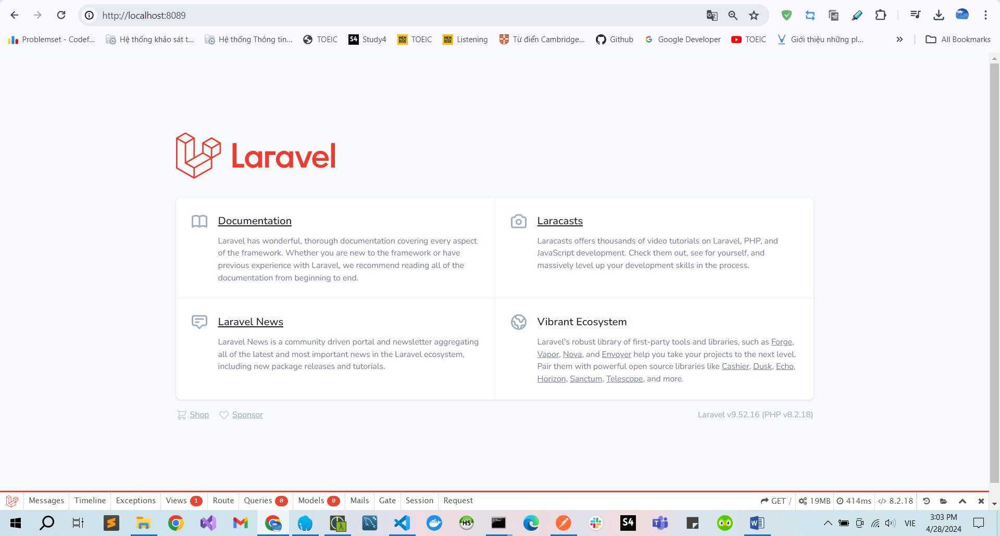 http://localhost:8089
Problemset - Codef...
Hệ thống khảo sát t...
Hệ thống Thông tin...
TOEIC
S4 Study4
MEM RISE TOEIC
MEM RISE Listening
Từ điển Cambridge...
Github
G Google Developer
TOEIC
Giới thiệu những pl...
All Bookmarks
Laravel
Documentation
Laravel has wonderful, thorough documentation covering every aspect
of the framework. Whether you are new to the framework or have
previous experience with Laravel, we recommend reading all of the
documentation from beginning to end.
Laracasts
Laracasts offers thousands of video tutorials on Laravel, PHP, and
JavaScript development. Check them out, see for yourself, and
massively level up your development skills in the process.
Laravel News
Laravel News is a community driven portal and newsletter aggregating
all of the latest and most important news in the Laravel ecosystem,
including new package releases and tutorials.
Vibrant Ecosystem
Laravel's robust library of first-party tools and libraries, such as Forge,
Vapor, Nova, and Envoyer help you take your projects to the next level.
Pair them with powerful open source libraries like Cashier, Dusk, Echo,
Horizon, Sanctum, Telescope, and more.
Shop Sponsor
Laravel v9.52.16 (PHP v8.2.18)
Messages Timeline Exceptions Views 1 Route Queries 0 Models 0 Mails Gate Session Request GET / 19MB 414ms </> 8.2.18
HS
S4
VIE
3:03 PM
4/28/2024